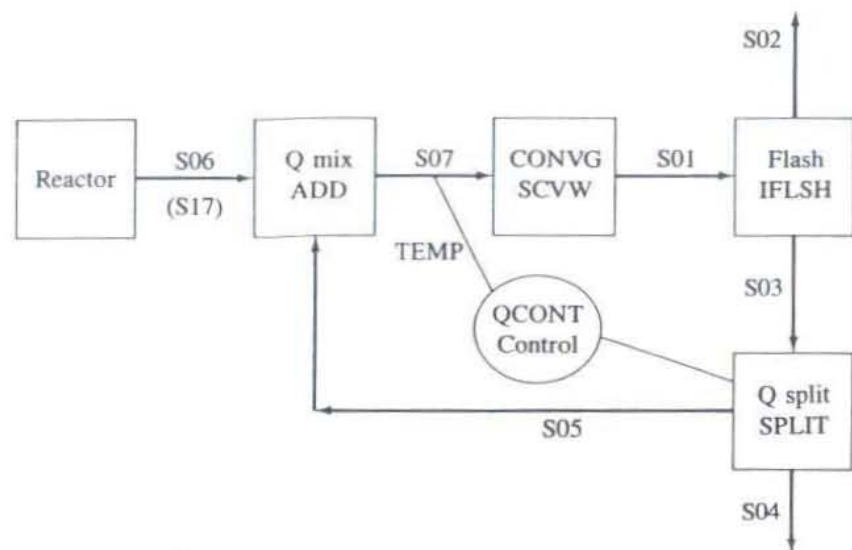 S02
Reactor
S06
(S17)
Q mix
ADD
S07
CONVG
SCVW
S01
Flash
IFLSH
TEMP
S03
QCONT
Control
Q split
SPLIT
S05
S04